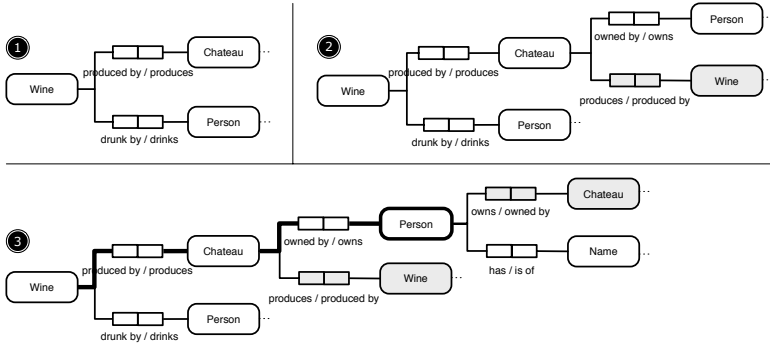 1
Wine
produced by / produces
Chateau
...
drunk by / drinks
Person
...
2
Wine
produced by / produces
Chateau
owned by / owns
Person
...
produces / produced by
Wine
...
drunk by / drinks
Person
...
3
Wine
produced by / produces
Chateau
owned by / owns
Person
owns / owned by
Chateau
...
has / is of
Name
...
produces / produced by
Wine
...
drunk by / drinks
Person
...